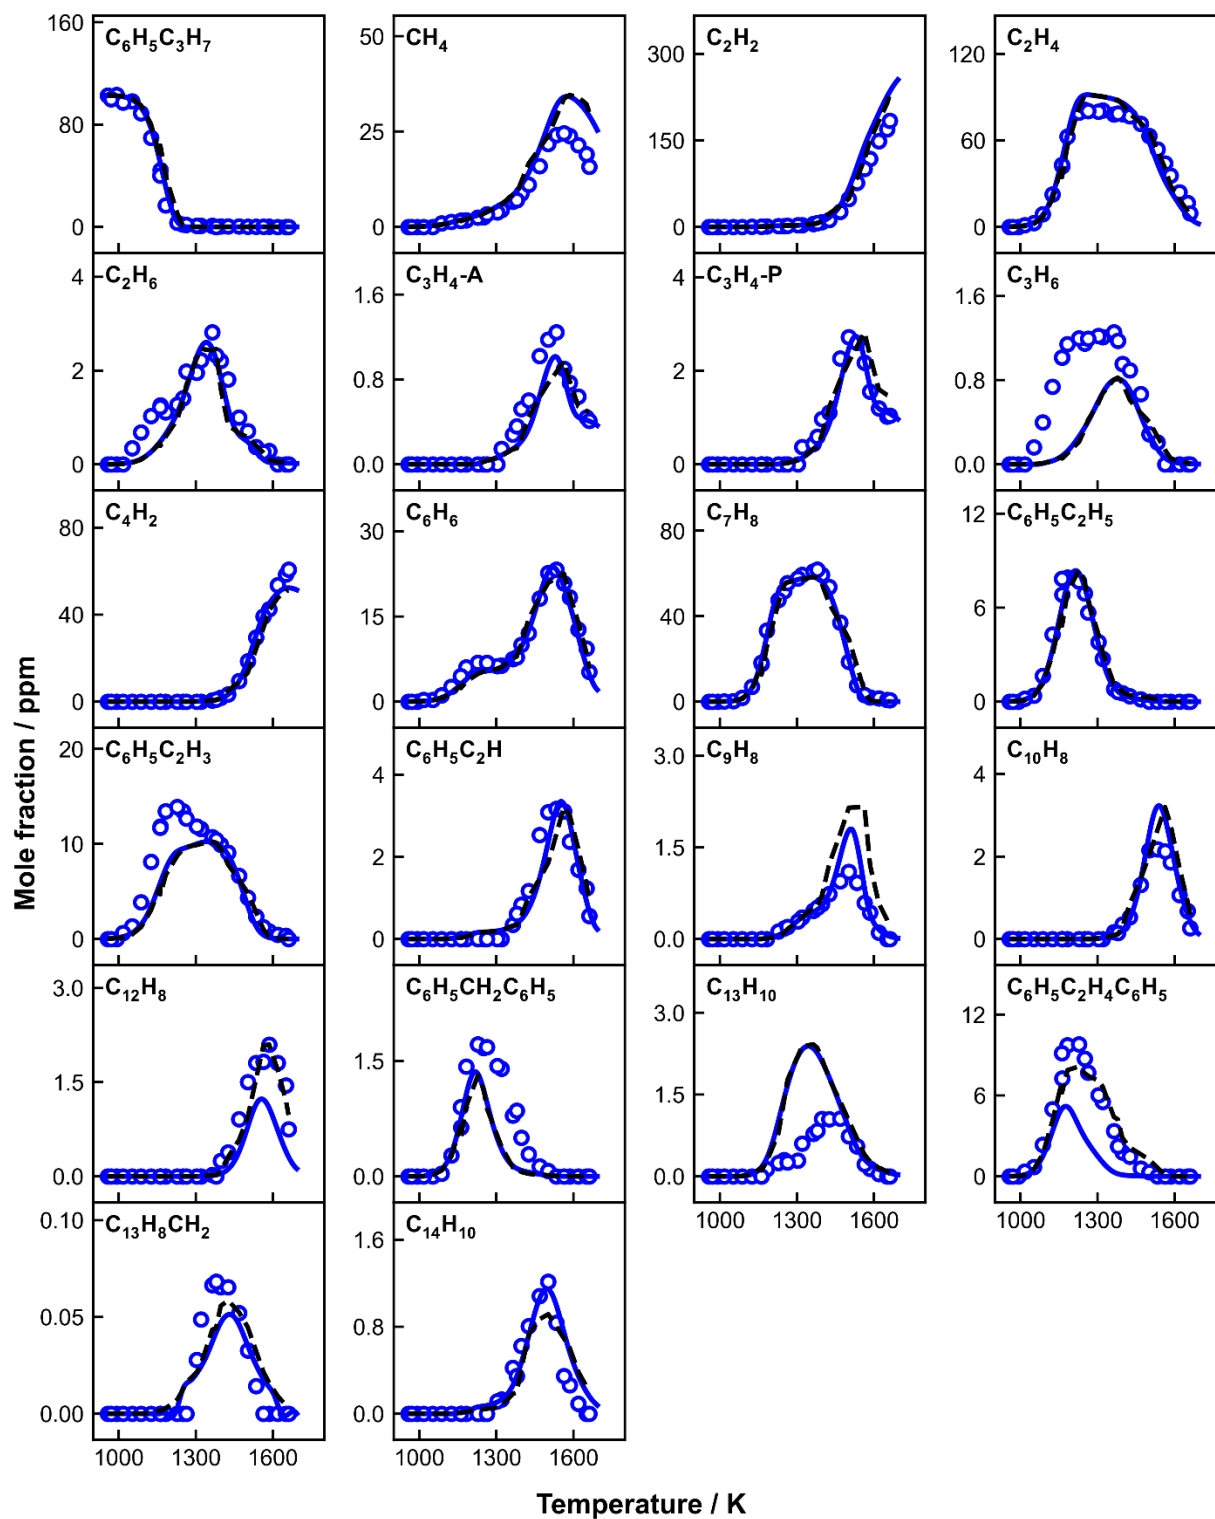 C6H5C3H7
160
80
0
CH4
50
25
0
C2H2
300
150
0
C2H4
120
60
0
C2H6
4
2
0
C3H4-A
1.6
0.8
0.0
C3H4-P
4
2
0
C3H6
1.6
0.8
0.0
C4H2
80
40
0
C6H6
30
15
0
C7H8
80
40
0
C6H5C2H5
12
6
0
C6H5C2H3
20
10
0
C6H5C2H
4
2
0
C9H8
3.0
1.5
0.0
C10H8
4
2
0
C12H8
3.0
1.5
0.0
C6H5CH2C6H5
1.5
0
C13H10
3.0
1.5
0.0
1000 1300 1600
C6H5C2H4C6H5
12
6
0
1000 1300 1600
C13H8CH2
0.10
0.05
0.00
1000 1300 1600
C14H10
1.6
0.8
0.0
1000 1300 1600
Mole fraction / ppm
Temperature / K